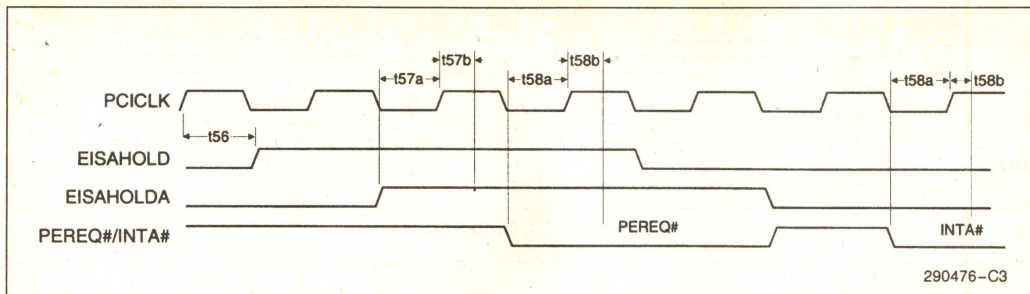 t57b t58b
t57a t58a t58a t58b
PCICLK
t56
EISAHOLD
EISAHOLDA
PEREQ#/INTA# PEREQ# INTA#
290476–C3